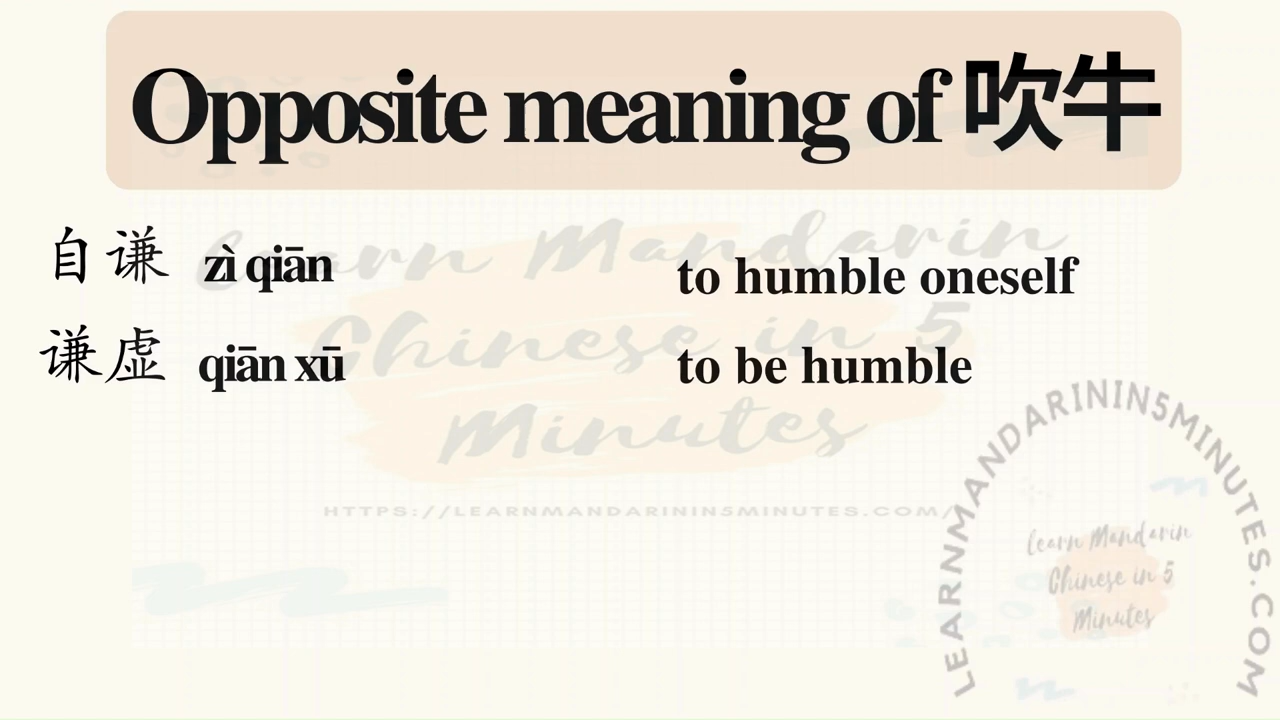 Opposite meaning of 吹牛
自谦 zì qiān to humble oneself
谦虚 qiān xū to be humble
Learn Mandarin
Chinese in 5
Minutes
HTTPS://LEARNMANDARININ5MINUTES.COM/
LEARNMANDARININ5MINUTES.COM
Learn Mandarin
Chinese in 5
Minutes